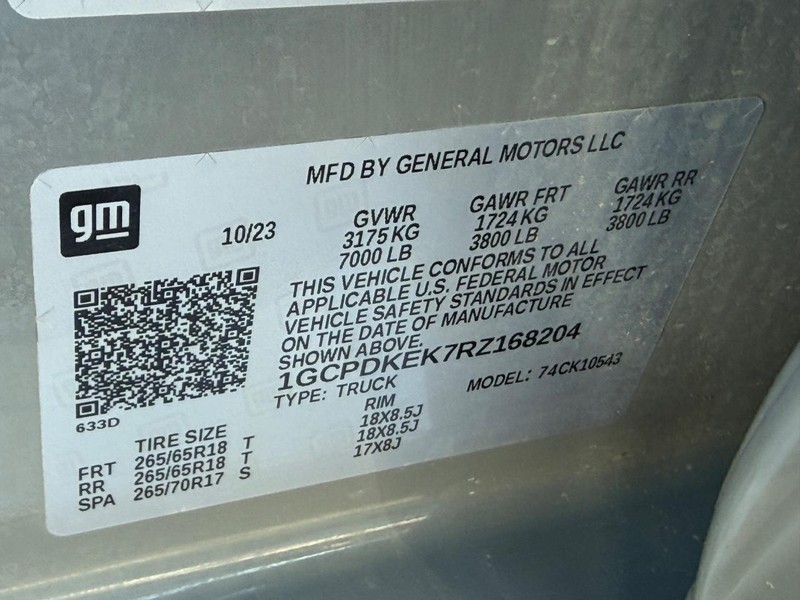 MFD BY GENERAL MOTORS LLC
gm
10/23
GVWR GAWR FRT GAWR RR
3175 KG 1724 KG 1724 KG
7000 LB 3800 LB 3800 LB
THIS VEHICLE CONFORMS TO ALL
APPLICABLE U.S. FEDERAL MOTOR
VEHICLE SAFETY STANDARDS IN EFFECT
ON THE DATE OF MANUFACTURE
SHOWN ABOVE.
1GCPDKEK7RZ168204
TYPE: TRUCK MODEL: 74CK10543
633D
TIRE SIZE RIM
FRT 265/65R18 T 18X8.5J
RR 265/65R18 T 18X8.5J
SPA 265/70R17 S 17X8J